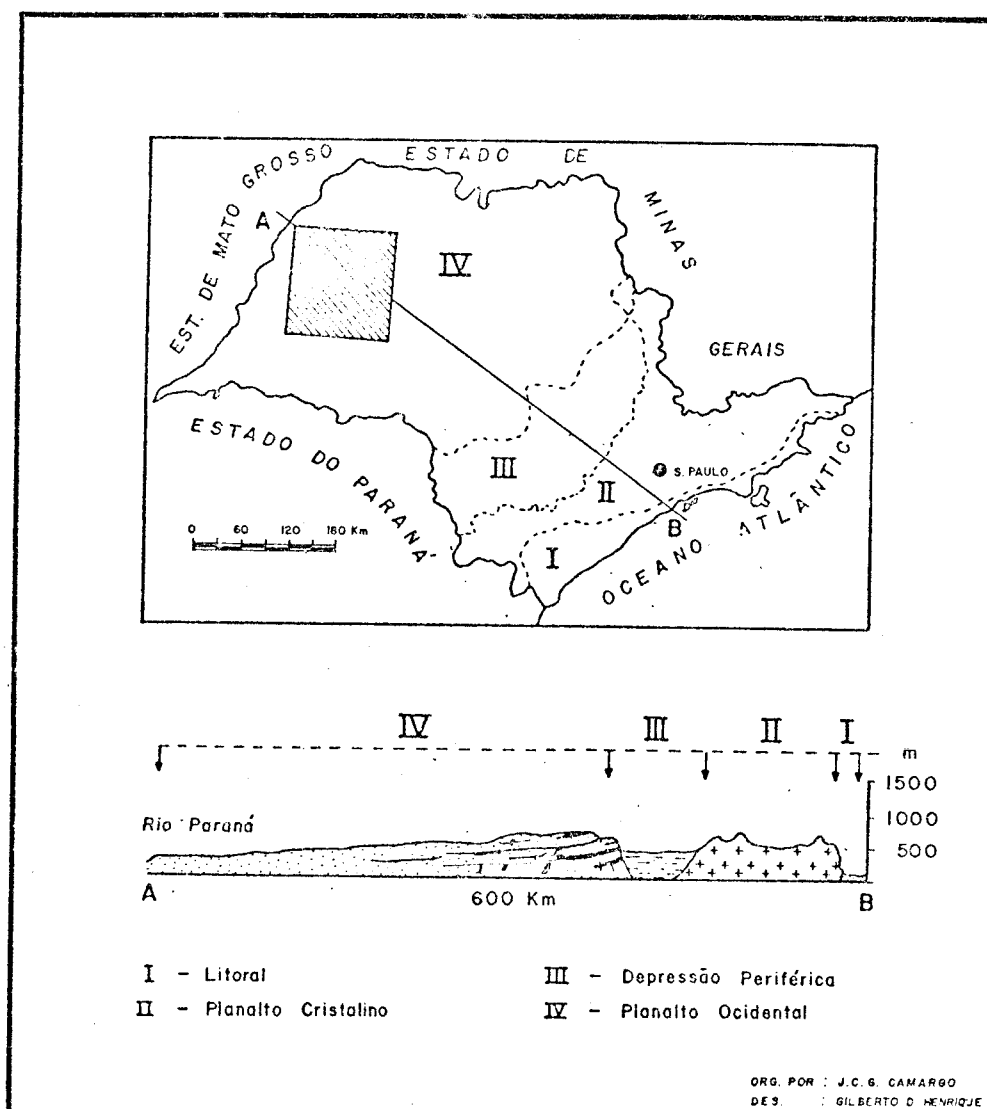 ESTADO DE
MINAS
GERAIS
EST. DE MATO GROSSO
A
IV
III
II
I
S. PAULO
B
ESTADO DO PARANÁ
OCEANO ATLÂNTICO
0 60 120 180 Km
IV III II I
m
1500
1000
500
Rio Paraná
A 600 Km B
I - Litoral
II - Planalto Cristalino
III - Depressão Periférica
IV - Planalto Ocidental
ORG. POR : J.C.G. CAMARGO
DES. : GILBERTO D HENRIQUE